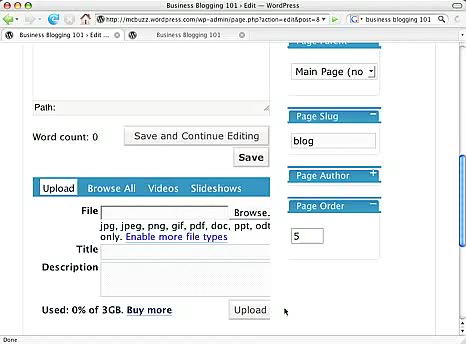 Business Blogging 101 › Edit — WordPress
http://mcbuzz.wordpress.com/wp-admin/page.php?action=edit&post=8
business blogging 101
Business Blogging 101 › Edit ...
Business Blogging 101
Main Page (no
Path:
Page Slug
Word count: 0
Save and Continue Editing
blog
Save
Page Author
Upload
Browse All
Videos
Slideshows
Page Order
File
Browse.
5
jpg, jpeg, png, gif, pdf, doc, ppt, odt
only. Enable more file types
Title
Description
Used: 0% of 3GB. Buy more
Upload
Done